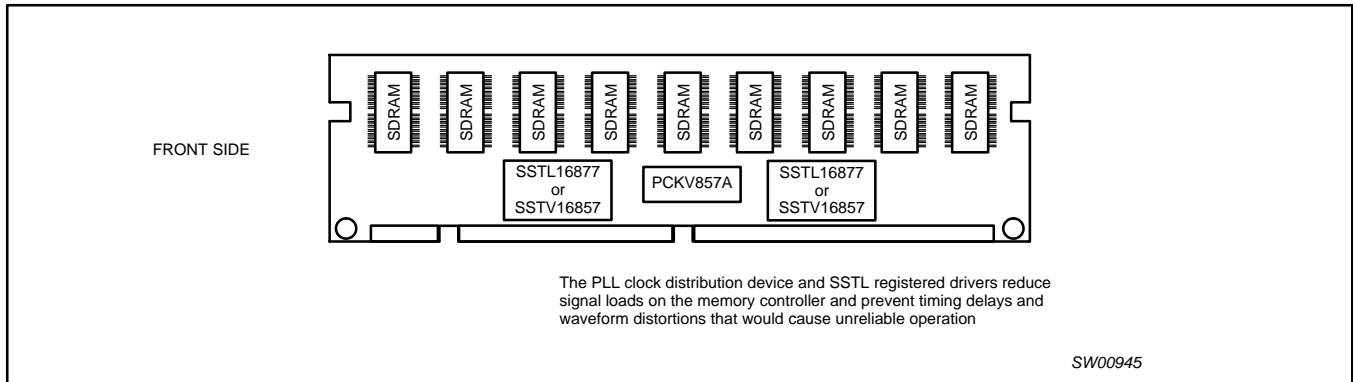 SDRAM SDRAM SDRAM SDRAM SDRAM SDRAM SDRAM SDRAM SDRAM
FRONT SIDE
SSTL16877
or
SSTV16857
PCKV857A
SSTL16877
or
SSTV16857
The PLL clock distribution device and SSTL registered drivers reduce
signal loads on the memory controller and prevent timing delays and
waveform distortions that would cause unreliable operation
SW00945